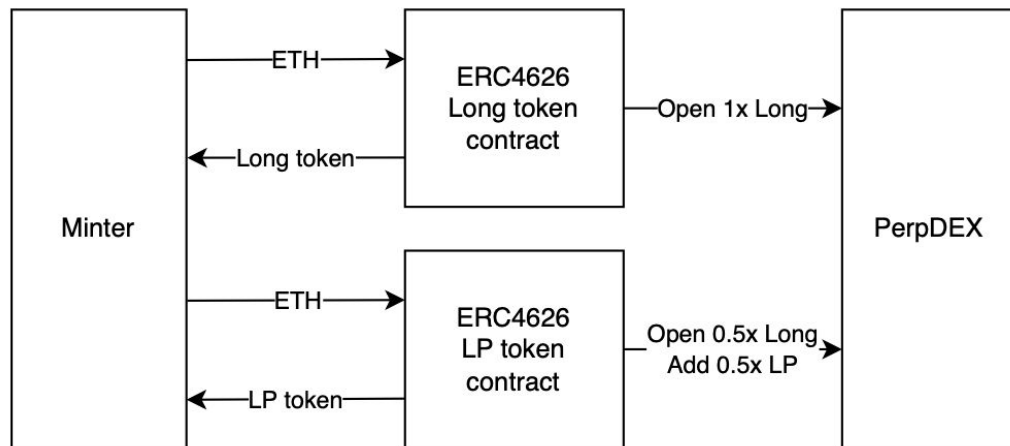 ETH
ERC4626
Long token
contract
Open 1x Long
Long token
Minter
PerpDEX
ETH
ERC4626
LP token
contract
Open 0.5x Long
Add 0.5x LP
LP token